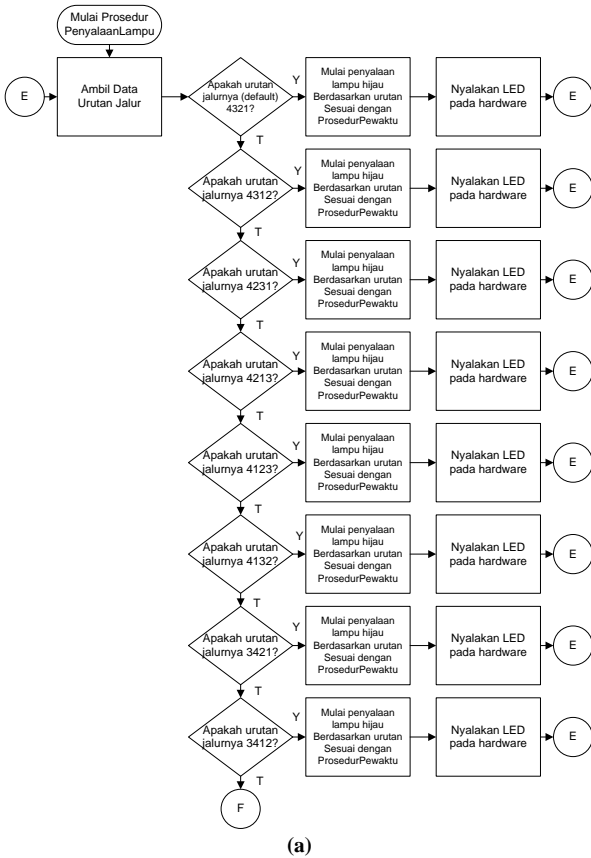 Mulai Prosedur
PenyalaanLampu
E
Ambil Data
Urutan Jalur
Apakah urutan
jalurnya (default)
4321?
Y
Mulai penyalaan
lampu hijau
Berdasarkan urutan
Sesuai dengan
ProsedurPewaktu
Nyalakan LED
pada hardware
E
T
Apakah urutan
jalurnya 4312?
Y
Mulai penyalaan
lampu hijau
Berdasarkan urutan
Sesuai dengan
ProsedurPewaktu
Nyalakan LED
pada hardware
E
T
Apakah urutan
jalurnya 4231?
Y
Mulai penyalaan
lampu hijau
Berdasarkan urutan
Sesuai dengan
ProsedurPewaktu
Nyalakan LED
pada hardware
E
T
Apakah urutan
jalurnya 4213?
Y
Mulai penyalaan
lampu hijau
Berdasarkan urutan
Sesuai dengan
ProsedurPewaktu
Nyalakan LED
pada hardware
E
T
Apakah urutan
jalurnya 4123?
Y
Mulai penyalaan
lampu hijau
Berdasarkan urutan
Sesuai dengan
ProsedurPewaktu
Nyalakan LED
pada hardware
E
T
Apakah urutan
jalurnya 4132?
Y
Mulai penyalaan
lampu hijau
Berdasarkan urutan
Sesuai dengan
ProsedurPewaktu
Nyalakan LED
pada hardware
E
T
Apakah urutan
jalurnya 3421?
Y
Mulai penyalaan
lampu hijau
Berdasarkan urutan
Sesuai dengan
ProsedurPewaktu
Nyalakan LED
pada hardware
E
T
Apakah urutan
jalurnya 3412?
Y
Mulai penyalaan
lampu hijau
Berdasarkan urutan
Sesuai dengan
ProsedurPewaktu
Nyalakan LED
pada hardware
E
T
F
(a)